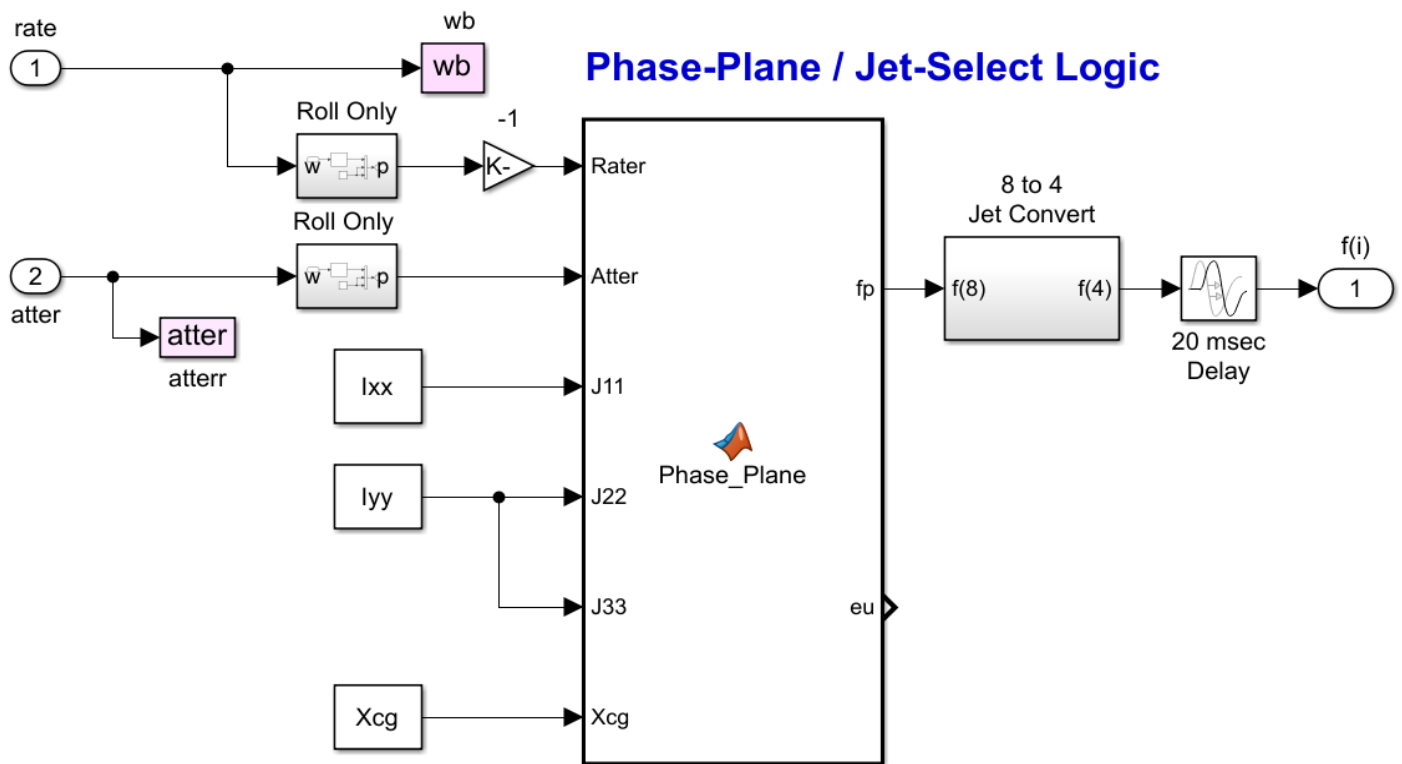 rate
1
wb
wb
Phase-Plane / Jet-Select Logic
Roll Only
w
p
-1
K-
Rater
Roll Only
2
atter
w
p
Atter
atter
atterr
Ixx
J11
Iyy
J22
J33
Xcg
Xcg
Phase_Plane
fp
eu
8 to 4
Jet Convert
f(8)
f(4)
20 msec
Delay
f(i)
1